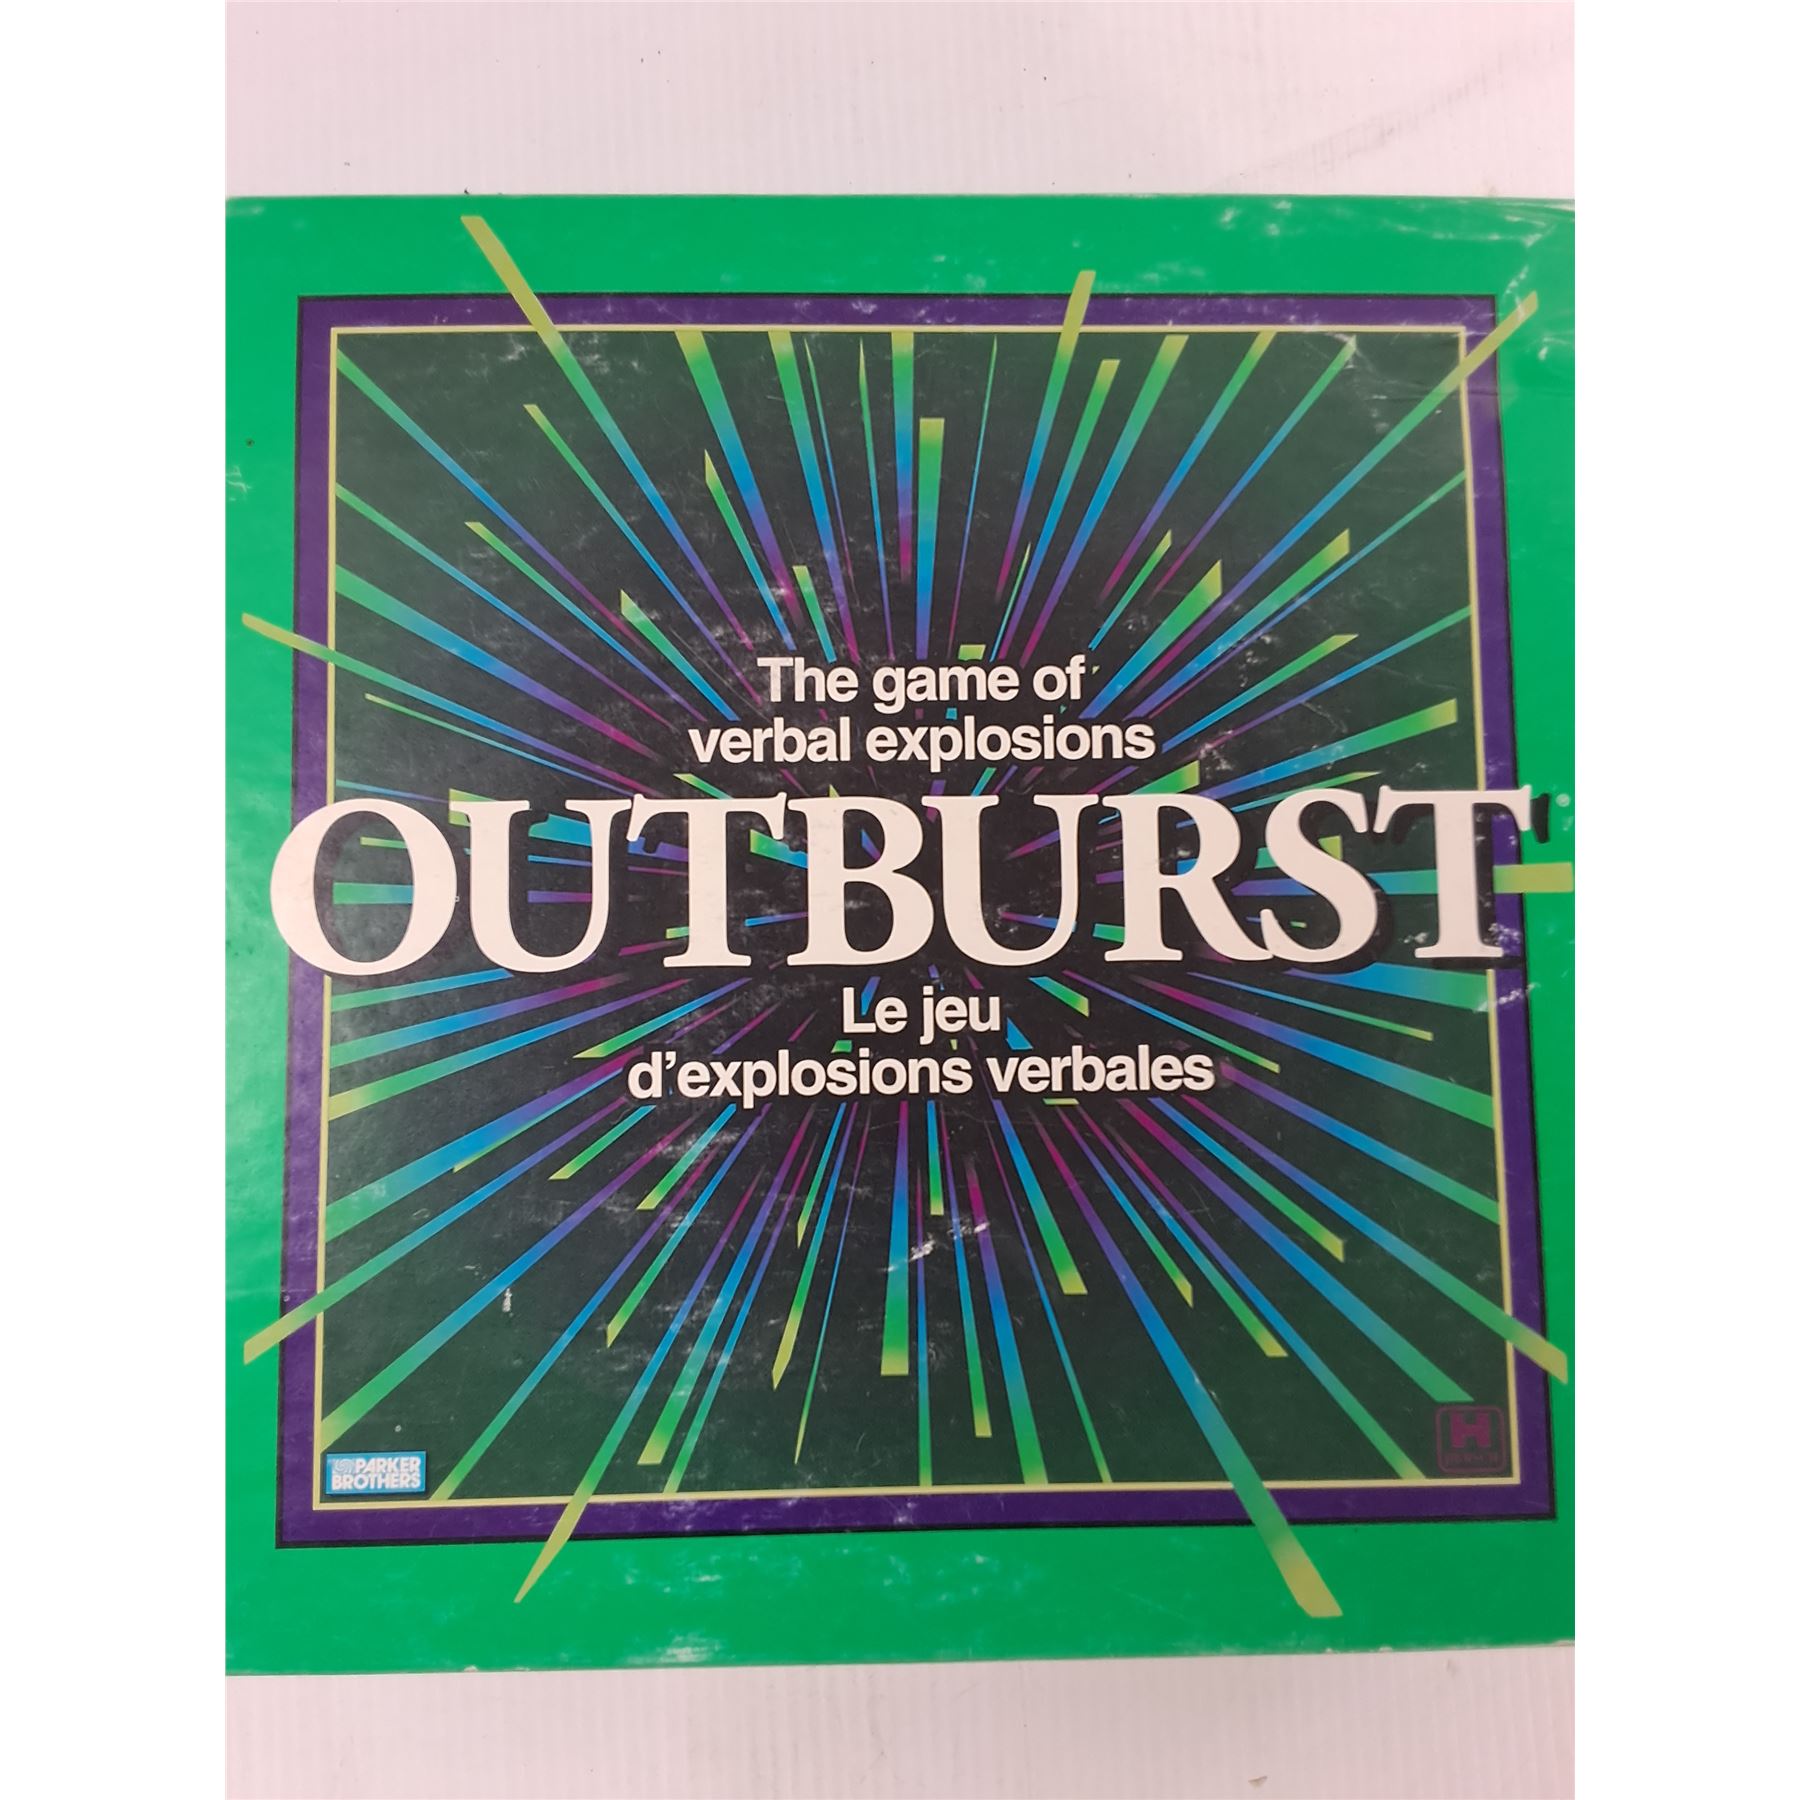 The game of
verbal explosions
OUTBURST
Le jeu
d'explosions verbales
PARKER
BROTHERS
H